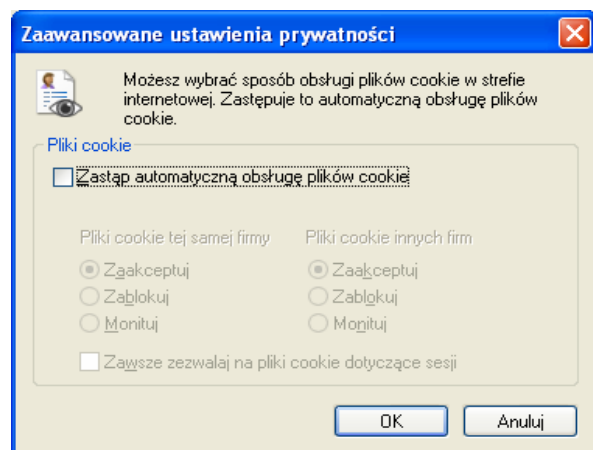 Zaawansowane ustawienia prywatności
Możesz wybrać sposób obsługi plików cookie w strefie
internetowej. Zastępuje to automatyczną obsługę plików
cookie.
Pliki cookie
Zastąp automatyczną obsługę plików cookie
Pliki cookie tej samej firmy Pliki cookie innych firm
Zaakceptuj Zaakceptuj
Zablokuj Zablokuj
Monituj Monituj
Zawsze zezwalaj na pliki cookie dotyczące sesji
OK Anuluj